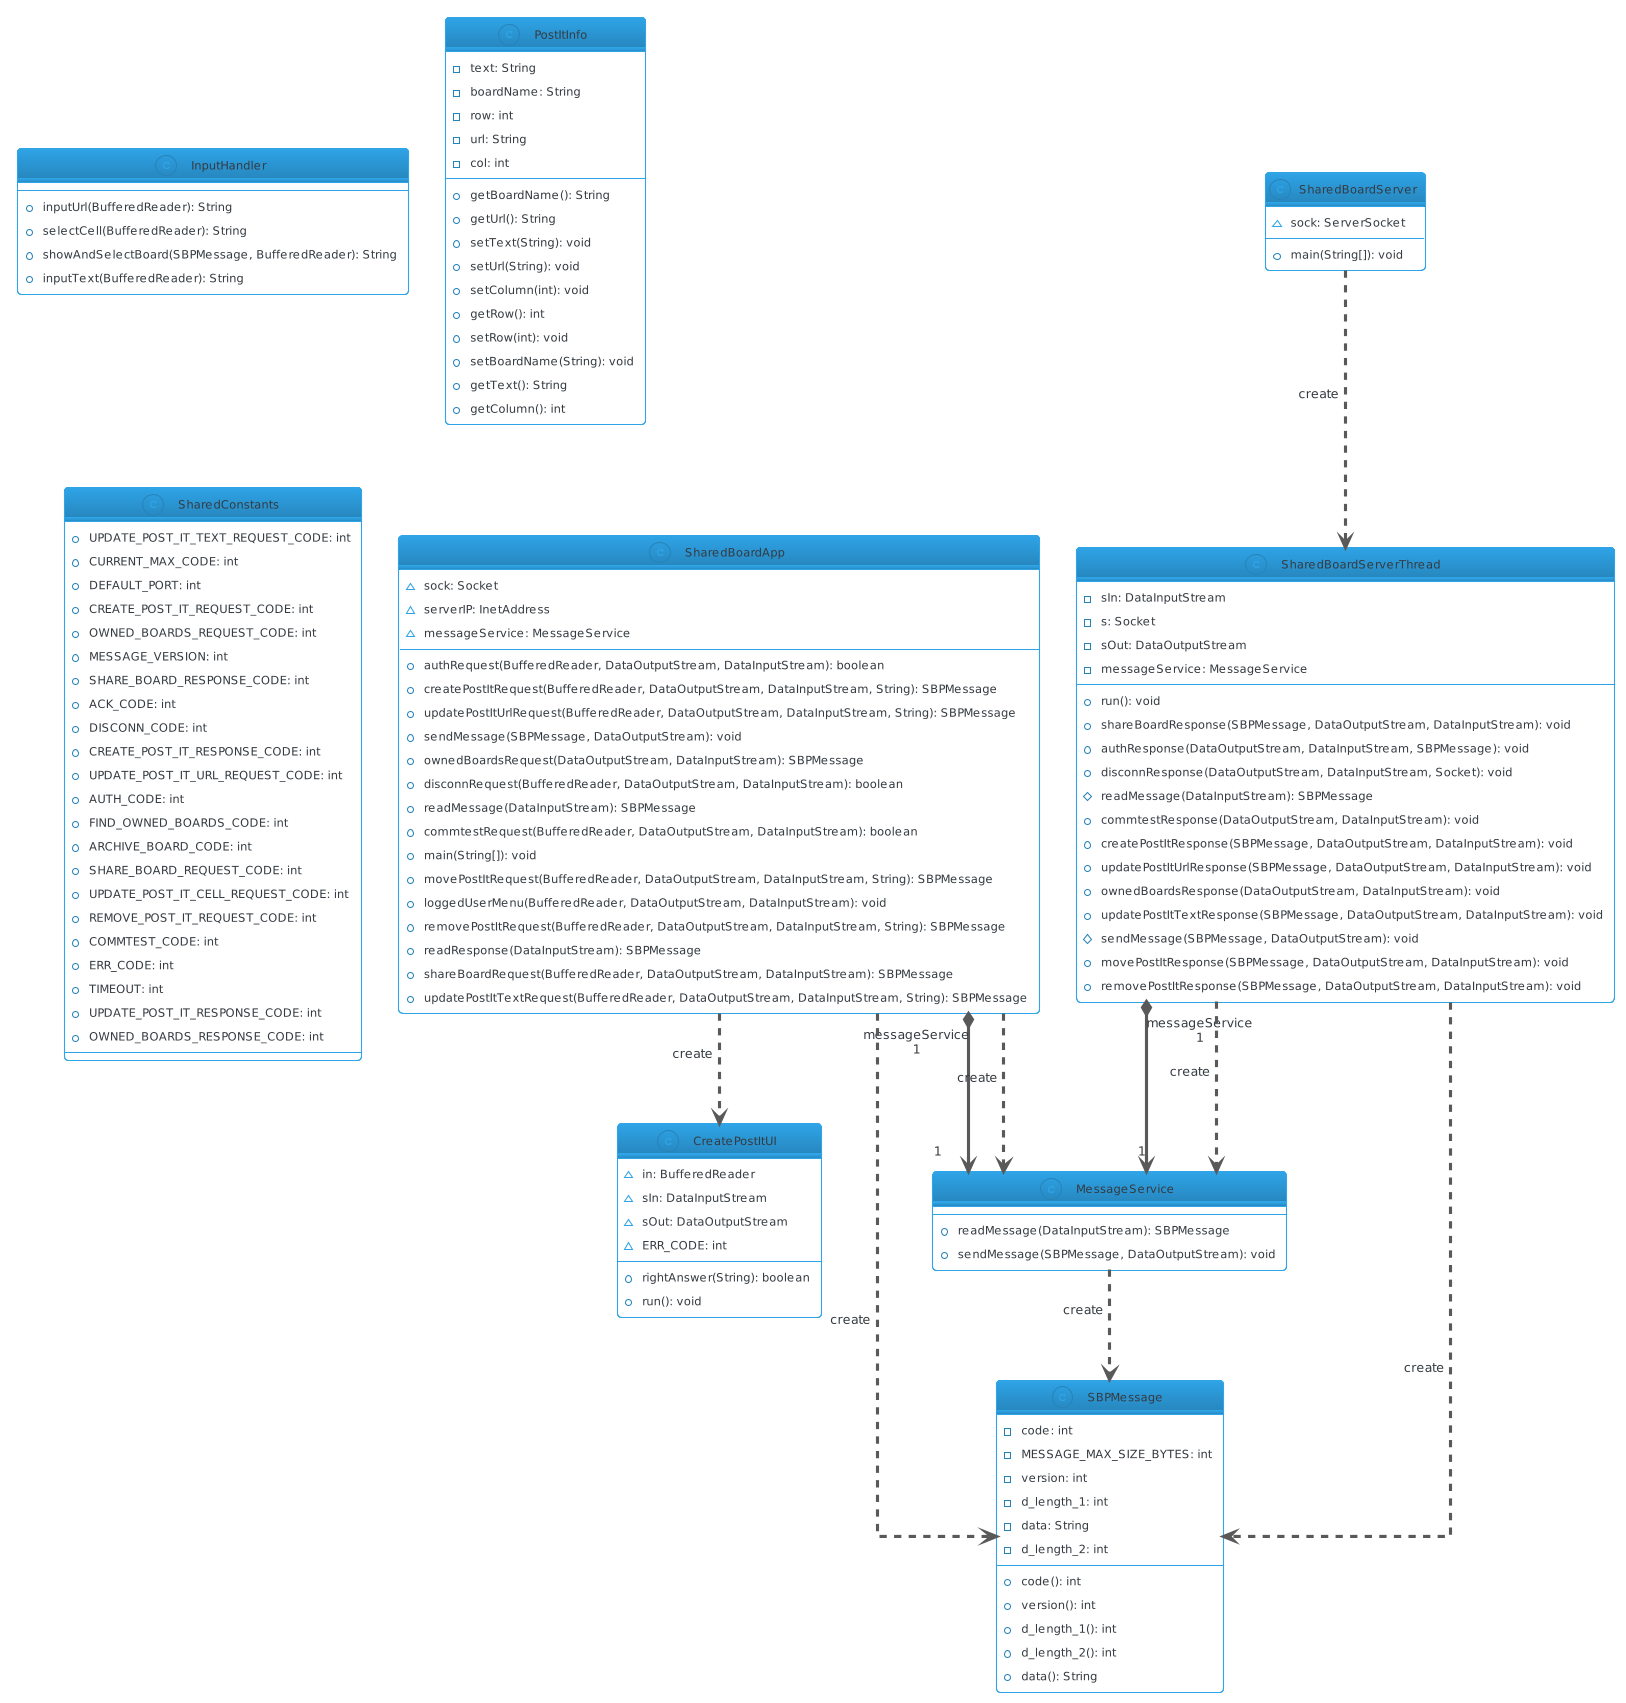 PostItInfo
text: String
boardName: String
row: int
url: String
col: int
getBoardName(): String
getUrl(): String
setText(String): void
setUrl(String): void
setColumn(int): void
getRow(): int
setRow(int): void
setBoardName(String): void
getText(): String
getColumn(): int
InputHandler
inputUrl(BufferedReader): String
selectCell(BufferedReader): String
showAndSelectBoard(SBPMessage, BufferedReader): String
inputText(BufferedReader): String
SharedBoardServer
sock: ServerSocket
main(String[]): void
create
SharedConstants
UPDATE_POST_IT_TEXT_REQUEST_CODE: int
CURRENT_MAX_CODE: int
DEFAULT_PORT: int
CREATE_POST_IT_REQUEST_CODE: int
OWNED_BOARDS_REQUEST_CODE: int
MESSAGE_VERSION: int
SHARE_BOARD_RESPONSE_CODE: int
ACK_CODE: int
DISCONN_CODE: int
CREATE_POST_IT_RESPONSE_CODE: int
UPDATE_POST_IT_URL_REQUEST_CODE: int
AUTH_CODE: int
FIND_OWNED_BOARDS_CODE: int
ARCHIVE_BOARD_CODE: int
SHARE_BOARD_REQUEST_CODE: int
UPDATE_POST_IT_CELL_REQUEST_CODE: int
REMOVE_POST_IT_REQUEST_CODE: int
COMMTEST_CODE: int
ERR_CODE: int
TIMEOUT: int
UPDATE_POST_IT_RESPONSE_CODE: int
OWNED_BOARDS_RESPONSE_CODE: int
SharedBoardApp
sock: Socket
serverIP: InetAddress
messageService: MessageService
authRequest(BufferedReader, DataOutputStream, DataInputStream): boolean
createPostItRequest(BufferedReader, DataOutputStream, DataInputStream, String): SBPMessage
updatePostItUrlRequest(BufferedReader, DataOutputStream, DataInputStream, String): SBPMessage
sendMessage(SBPMessage, DataOutputStream): void
ownedBoardsRequest(DataOutputStream, DataInputStream): SBPMessage
disconnRequest(BufferedReader, DataOutputStream, DataInputStream): boolean
readMessage(DataInputStream): SBPMessage
commtestRequest(BufferedReader, DataOutputStream, DataInputStream): boolean
main(String[]): void
movePostItRequest(BufferedReader, DataOutputStream, DataInputStream, String): SBPMessage
loggedUserMenu(BufferedReader, DataOutputStream, DataInputStream): void
removePostItRequest(BufferedReader, DataOutputStream, DataInputStream, String): SBPMessage
readResponse(DataInputStream): SBPMessage
shareBoardRequest(BufferedReader, DataOutputStream, DataInputStream): SBPMessage
updatePostItTextRequest(BufferedReader, DataOutputStream, DataInputStream, String): SBPMessage
SharedBoardServerThread
sIn: DataInputStream
s: Socket
sOut: DataOutputStream
messageService: MessageService
run(): void
shareBoardResponse(SBPMessage, DataOutputStream, DataInputStream): void
authResponse(DataOutputStream, DataInputStream, SBPMessage): void
disconnResponse(DataOutputStream, DataInputStream, Socket): void
readMessage(DataInputStream): SBPMessage
commtestResponse(DataOutputStream, DataInputStream): void
createPostItResponse(SBPMessage, DataOutputStream, DataInputStream): void
updatePostItUrlResponse(SBPMessage, DataOutputStream, DataInputStream): void
ownedBoardsResponse(DataOutputStream, DataInputStream): void
updatePostItTextResponse(SBPMessage, DataOutputStream, DataInputStream): void
sendMessage(SBPMessage, DataOutputStream): void
movePostItResponse(SBPMessage, DataOutputStream, DataInputStream): void
removePostItResponse(SBPMessage, DataOutputStream, DataInputStream): void
create
messageService
1
create
1
messageService
1
create
1
CreatePostItUI
in: BufferedReader
sIn: DataInputStream
sOut: DataOutputStream
ERR_CODE: int
rightAnswer(String): boolean
run(): void
MessageService
readMessage(DataInputStream): SBPMessage
sendMessage(SBPMessage, DataOutputStream): void
create
create
create
SBPMessage
code: int
MESSAGE_MAX_SIZE_BYTES: int
version: int
d_length_1: int
data: String
d_length_2: int
code(): int
version(): int
d_length_1(): int
d_length_2(): int
data(): String